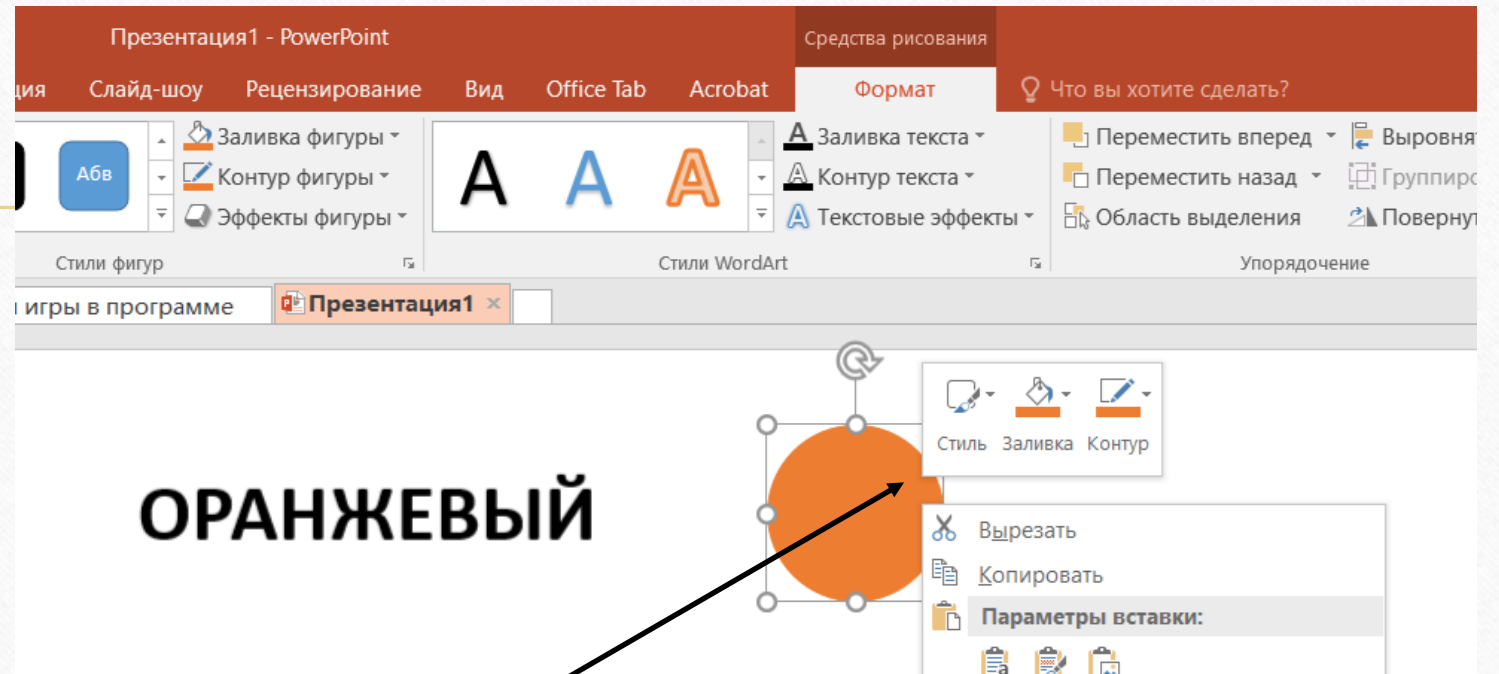 Презентация1 - PowerPoint
Средства рисования
Слайд-шоу Рецензирование Вид Office Tab Acrobat Формат Что вы хотите сделать?
Заливка фигуры
Контур фигуры
Эффекты фигуры
Абв
А А А
Заливка текста
Контур текста
Текстовые эффекты
Переместить вперед
Переместить назад
Область выделения
Стили фигур Стили WordArt Упорядочение
игры в программе Презентация1
ОРАНЖЕВЫЙ
Стиль Заливка Контур
Вырезать
Копировать
Параметры вставки: